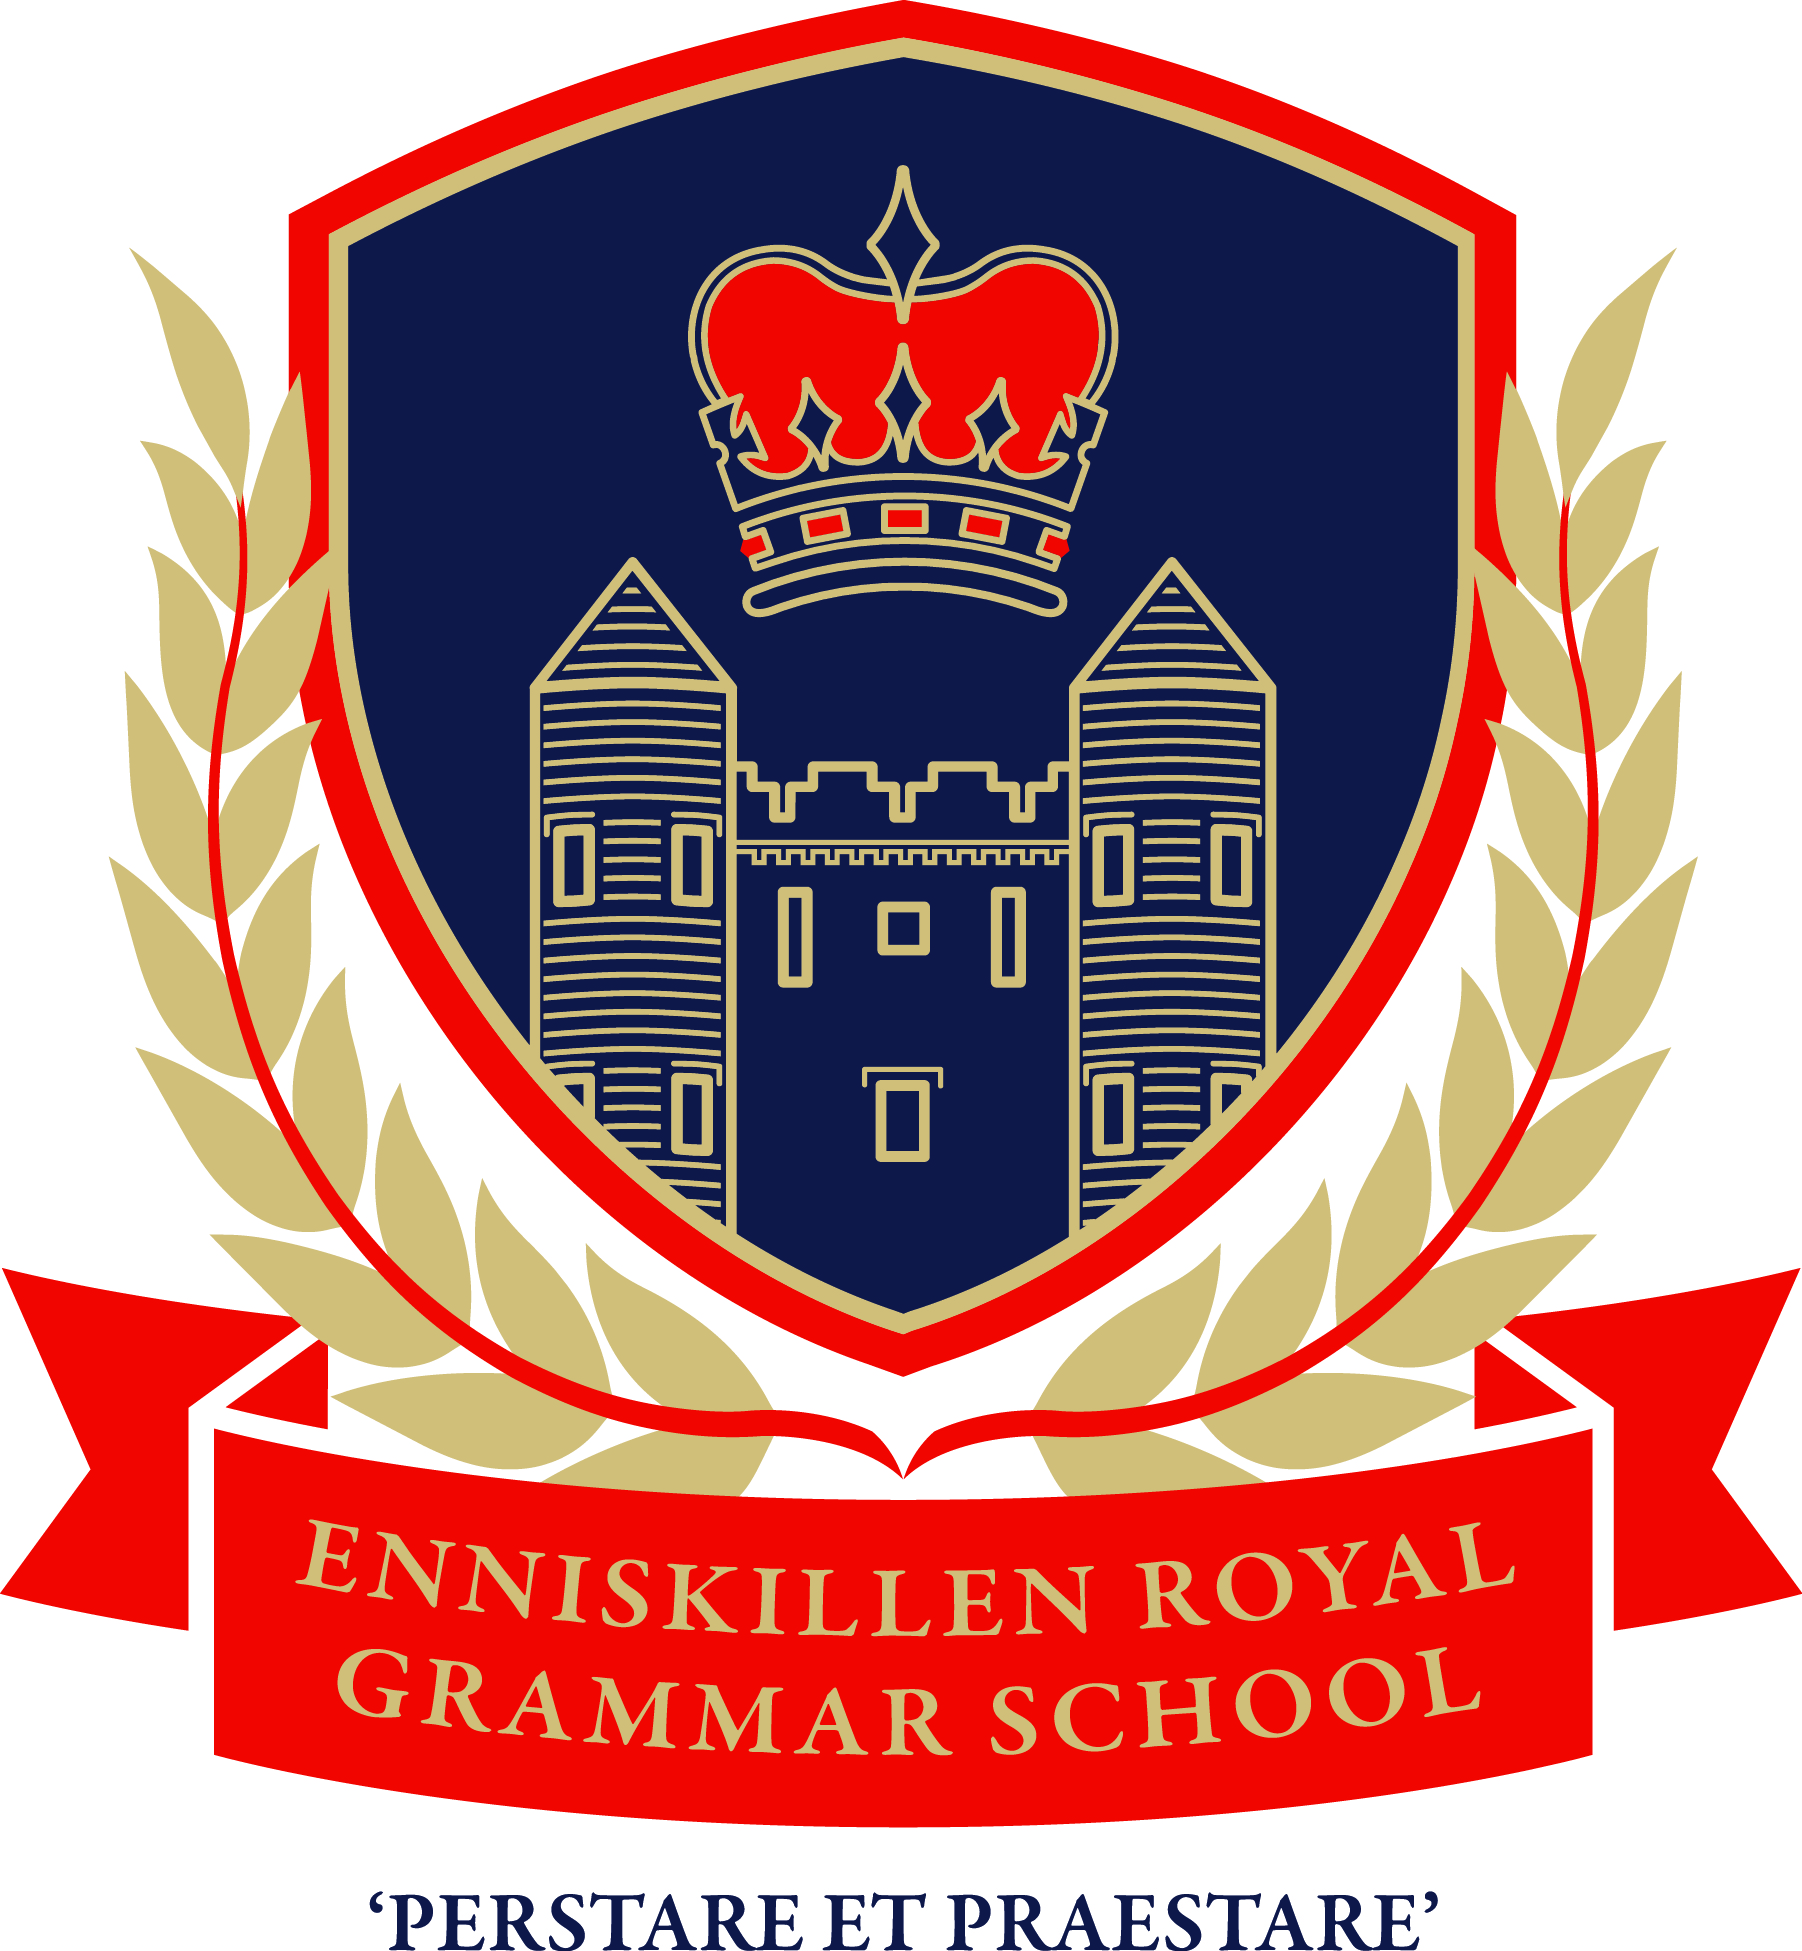 ENNISKILLEN ROYAL
GRAMMAR SCHOOL
‘PERSTARE ET PRAESTARE’